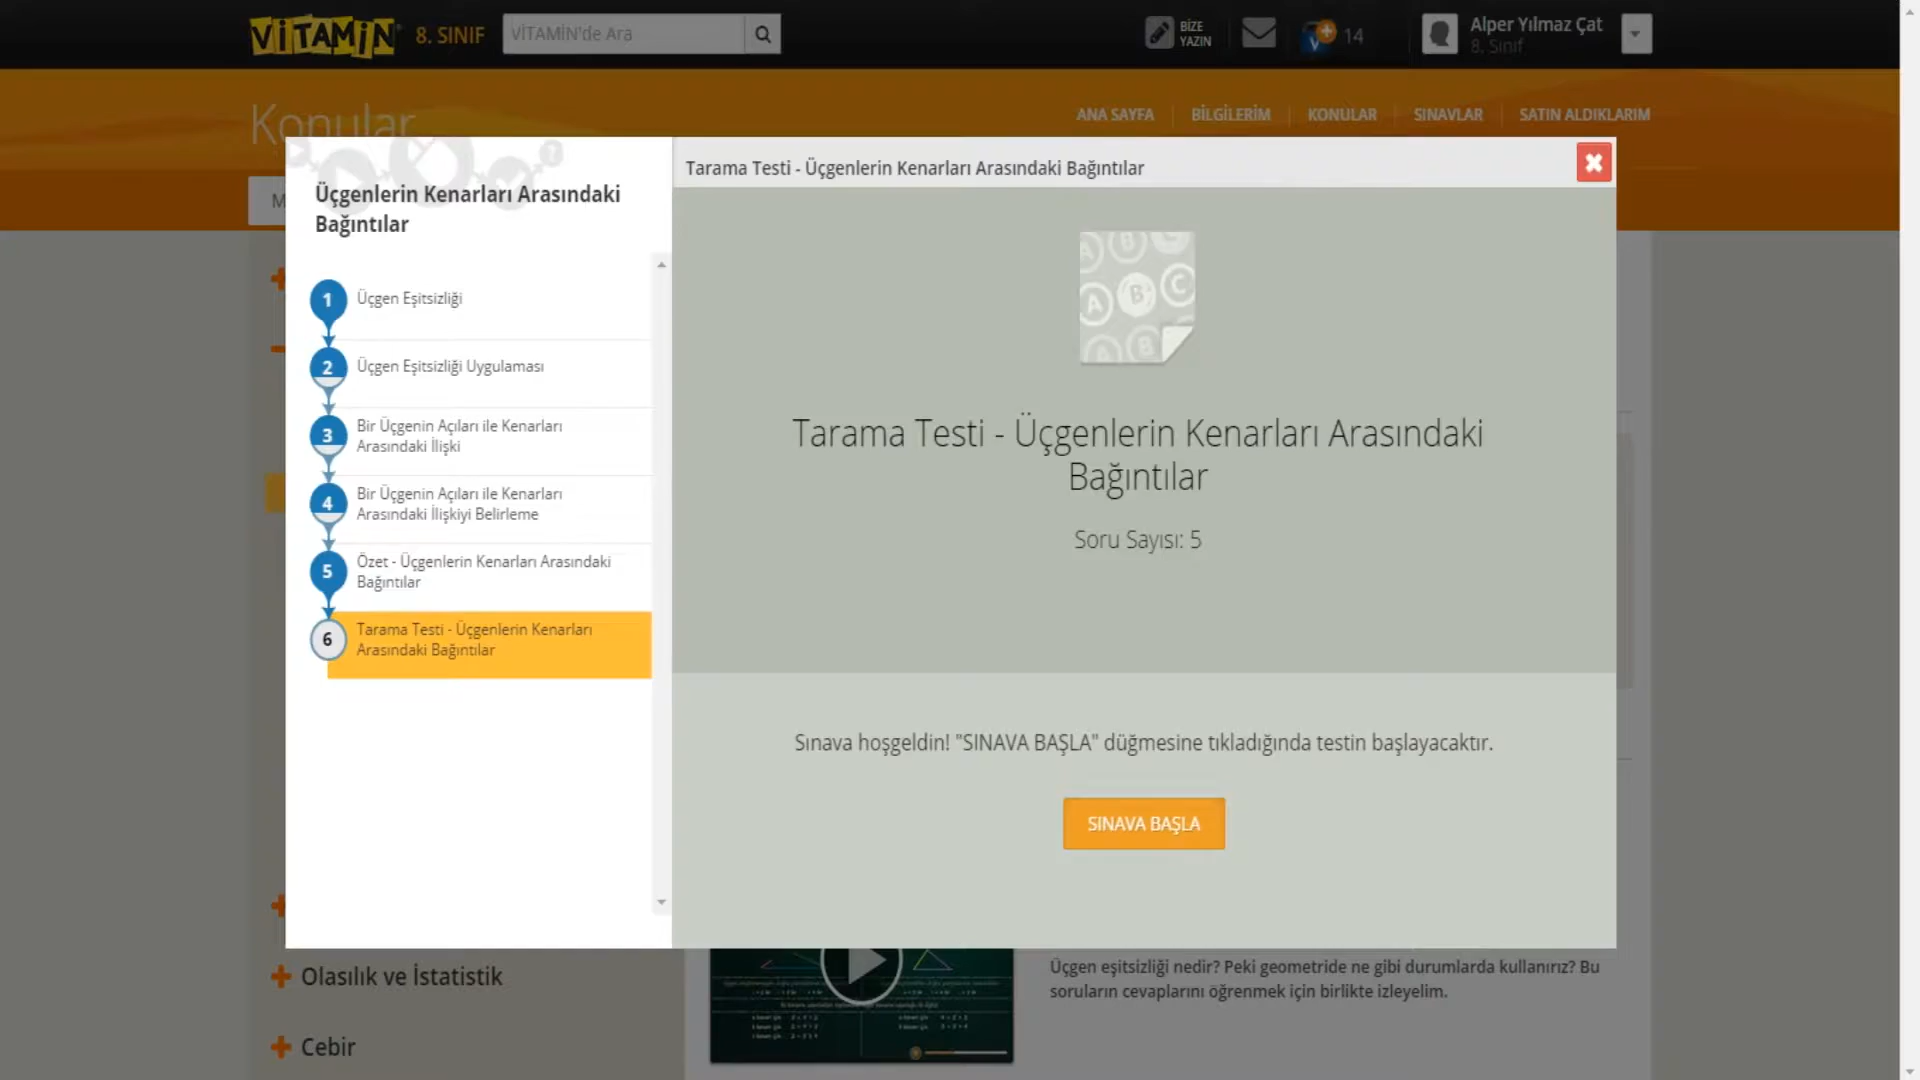 VİTAMİN 8. SINIF
VİTAMİN'de Ara
BİZE
YAZIN
14
Alper Yılmaz Çat
8. Sınıf
Konular
ANA SAYFA
BİLGİLERİM
KONULAR
SINAVLAR
SATIN ALDIKLARIM
M
Üçgenlerin Kenarları Arasındaki
Bağıntılar
1 Üçgen Eşitsizliği
2 Üçgen Eşitsizliği Uygulaması
3 Bir Üçgenin Açıları ile Kenarları
Arasındaki İlişki
4 Bir Üçgenin Açıları ile Kenarları
Arasındaki İlişkiyi Belirleme
5 Özet - Üçgenlerin Kenarları Arasındaki
Bağıntılar
6 Tarama Testi - Üçgenlerin Kenarları
Arasındaki Bağıntılar
Tarama Testi - Üçgenlerin Kenarları Arasındaki Bağıntılar
A B C
Tarama Testi - Üçgenlerin Kenarları Arasındaki
Bağıntılar
Soru Sayısı: 5
Sınava hoşgeldin! "SINAVA BAŞLA" düğmesine tıkladığında testin başlayacaktır.
SINAVA BAŞLA
Olasılık ve İstatistik
Cebir
Üçgen eşitsizliği nedir? Peki geometride ne gibi durumlarda kullanırız? Bu
soruların cevaplarını öğrenmek için birlikte izleyelim.